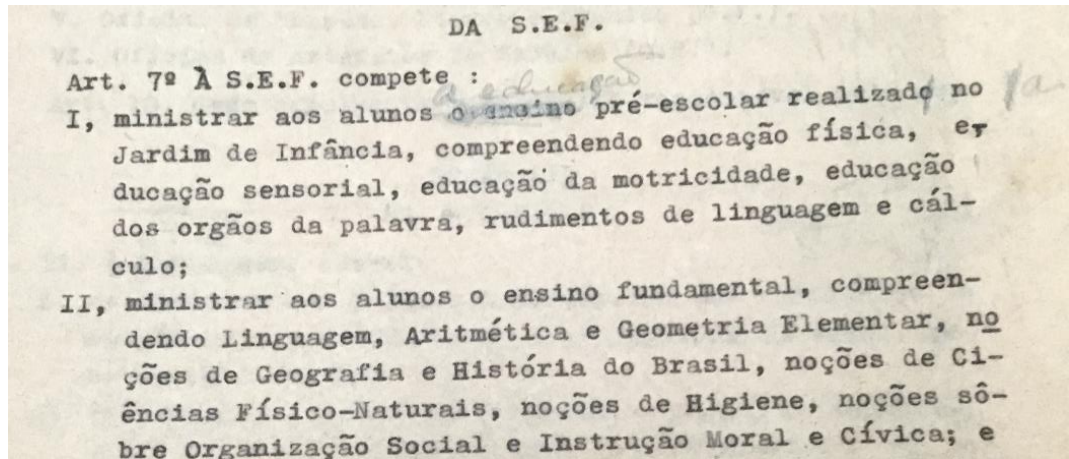 DA S.E.F.
Art. 7º À S.E.F. compete :
a educação
I, ministrar aos alunos o ensino pré-escolar realizado no
Jardim de Infância, compreendendo educação física, e-
ducação sensorial, educação da motricidade, educação
dos orgãos da palavra, rudimentos de linguagem e cál-
culo;
II, ministrar aos alunos o ensino fundamental, compreen-
dendo Linguagem, Aritmética e Geometria Elementar, no
ções de Geografia e História do Brasil, noções de Ci-
ências Físico-Naturais, noções de Higiene, noções sô-
bre Organização Social e Instrução Moral e Cívica; e